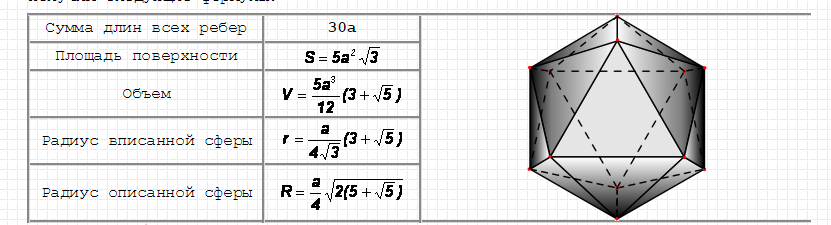 Сумма длин всех ребер 30a
Площадь поверхности S = 5a²√3
Объем V = 5a³/12 (3 + √5)
Радиус вписанной сферы r = a/4√3 (3 + √5)
Радиус описанной сферы R = a/4 √2(5 + √5)